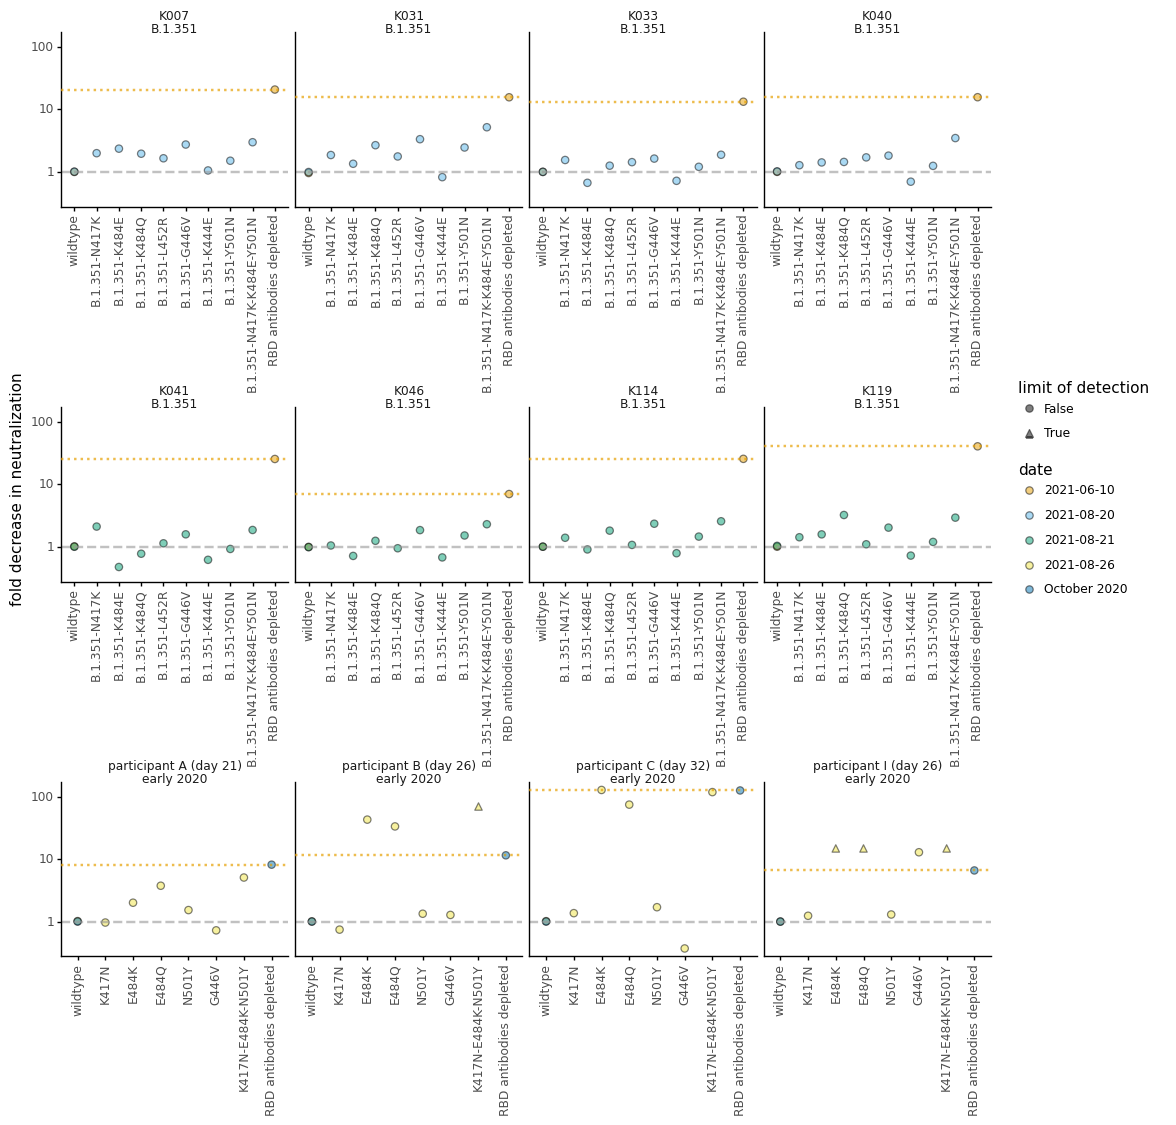 K007
B.1.351
K031
B.1.351
K033
B.1.351
K040
B.1.351
100
10
1
wildtype
B.1.351-N417K
B.1.351-K484E
B.1.351-K484Q
B.1.351-L452R
B.1.351-G446V
B.1.351-K444E
B.1.351-Y501N
B.1.351-N417K-K484E-Y501N
RBD antibodies depleted
wildtype
B.1.351-N417K
B.1.351-K484E
B.1.351-K484Q
B.1.351-L452R
B.1.351-G446V
B.1.351-K444E
B.1.351-Y501N
B.1.351-N417K-K484E-Y501N
RBD antibodies depleted
wildtype
B.1.351-N417K
B.1.351-K484E
B.1.351-K484Q
B.1.351-L452R
B.1.351-G446V
B.1.351-K444E
B.1.351-Y501N
B.1.351-N417K-K484E-Y501N
RBD antibodies depleted
wildtype
B.1.351-N417K
B.1.351-K484E
B.1.351-K484Q
B.1.351-L452R
B.1.351-G446V
B.1.351-K444E
B.1.351-Y501N
B.1.351-N417K-K484E-Y501N
RBD antibodies depleted
fold decrease in neutralization
K041
B.1.351
K046
B.1.351
K114
B.1.351
K119
B.1.351
100
10
1
wildtype
B.1.351-N417K
B.1.351-K484E
B.1.351-K484Q
B.1.351-L452R
B.1.351-G446V
B.1.351-K444E
B.1.351-Y501N
B.1.351-N417K-K484E-Y501N
RBD antibodies depleted
wildtype
B.1.351-N417K
B.1.351-K484E
B.1.351-K484Q
B.1.351-L452R
B.1.351-G446V
B.1.351-K444E
B.1.351-Y501N
B.1.351-N417K-K484E-Y501N
RBD antibodies depleted
wildtype
B.1.351-N417K
B.1.351-K484E
B.1.351-K484Q
B.1.351-L452R
B.1.351-G446V
B.1.351-K444E
B.1.351-Y501N
B.1.351-N417K-K484E-Y501N
RBD antibodies depleted
wildtype
B.1.351-N417K
B.1.351-K484E
B.1.351-K484Q
B.1.351-L452R
B.1.351-G446V
B.1.351-K444E
B.1.351-Y501N
B.1.351-N417K-K484E-Y501N
RBD antibodies depleted
participant A (day 21)
early 2020
participant B (day 26)
early 2020
participant C (day 32)
early 2020
participant I (day 26)
early 2020
100
10
1
wildtype
K417N
E484K
E484Q
N501Y
G446V
K417N-E484K-N501Y
RBD antibodies depleted
wildtype
K417N
E484K
E484Q
N501Y
G446V
K417N-E484K-N501Y
RBD antibodies depleted
wildtype
K417N
E484K
E484Q
N501Y
G446V
K417N-E484K-N501Y
RBD antibodies depleted
wildtype
K417N
E484K
E484Q
N501Y
G446V
K417N-E484K-N501Y
RBD antibodies depleted
limit of detection
False
True
date
2021-06-10
2021-08-20
2021-08-21
2021-08-26
October 2020